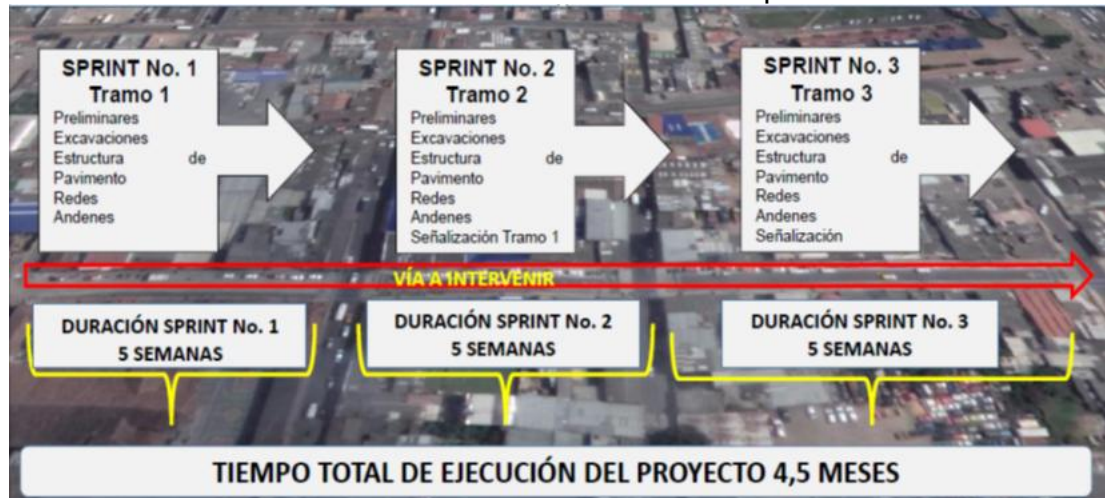 SPRINT No. 1
Tramo 1
Preliminares
Excavaciones
Estructura de
Pavimento
Redes
Andenes
SPRINT No. 2
Tramo 2
Preliminares
Excavaciones
Estructura de
Pavimento
Redes
Andenes
Señalización Tramo 1
SPRINT No. 3
Tramo 3
Preliminares
Excavaciones
Estructura de
Pavimento
Redes
Andenes
Señalización
VÍA A INTERVENIR
DURACIÓN SPRINT No. 1
5 SEMANAS
DURACIÓN SPRINT No. 2
5 SEMANAS
DURACIÓN SPRINT No. 3
5 SEMANAS
TIEMPO TOTAL DE EJECUCIÓN DEL PROYECTO 4,5 MESES